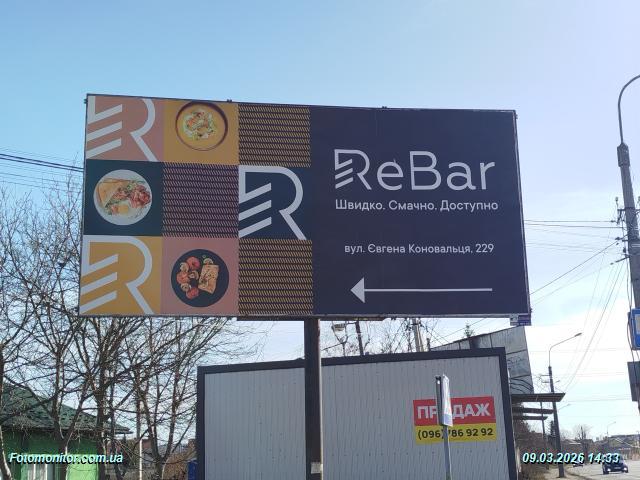 ReBar
Швидко. Смачно. Доступно
вул. Євгена Коновальця, 229
ПРОДАЖ
(096) 786 92 92
Fotomonitor.com.ua
09.03.2026 14:33